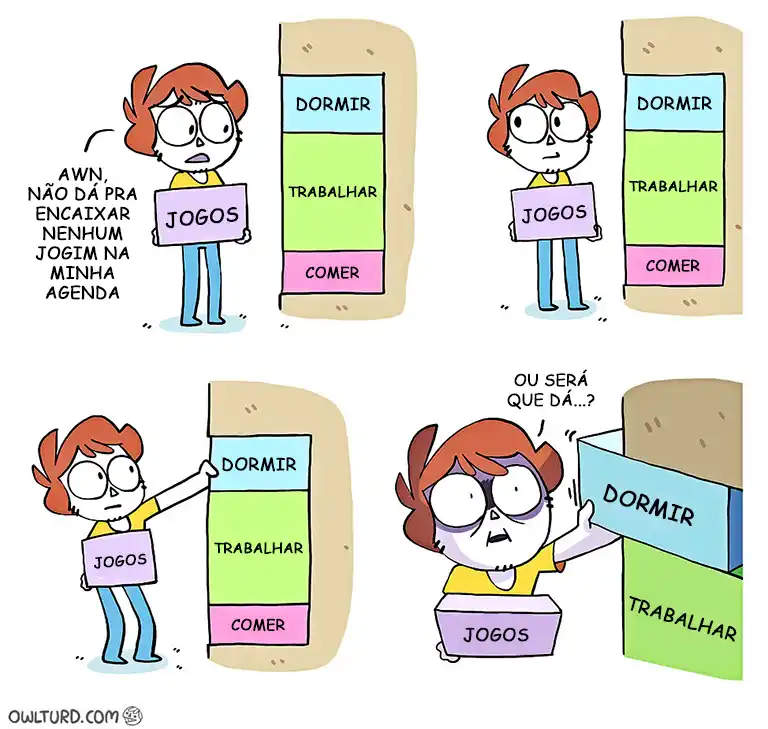 AWN,
NÃO DÁ PRA
ENCAIXAR
NENHUM
JOGIM NA
MINHA
AGENDA
JOGOS
DORMIR
TRABALHAR
COMER
JOGOS
DORMIR
TRABALHAR
COMER
JOGOS
DORMIR
TRABALHAR
COMER
OU SERÁ
QUE DÁ...?
JOGOS
DORMIR
TRABALHAR
OWLTURD.COM